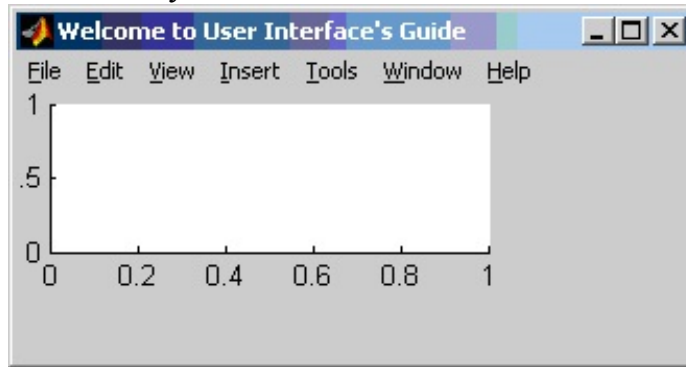 Welcome to User Interface's Guide
File Edit View Insert Tools Window Help
1
.5
0
0 0.2 0.4 0.6 0.8 1